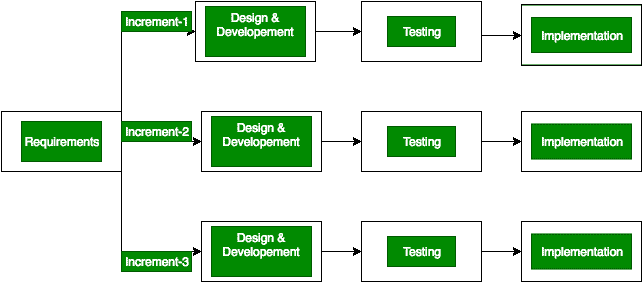 Increment-1
Design &
Developement
Testing
Implementation
Requirements
Increment-2
Design &
Developement
Testing
Implementation
Increment-3
Design &
Developement
Testing
Implementation